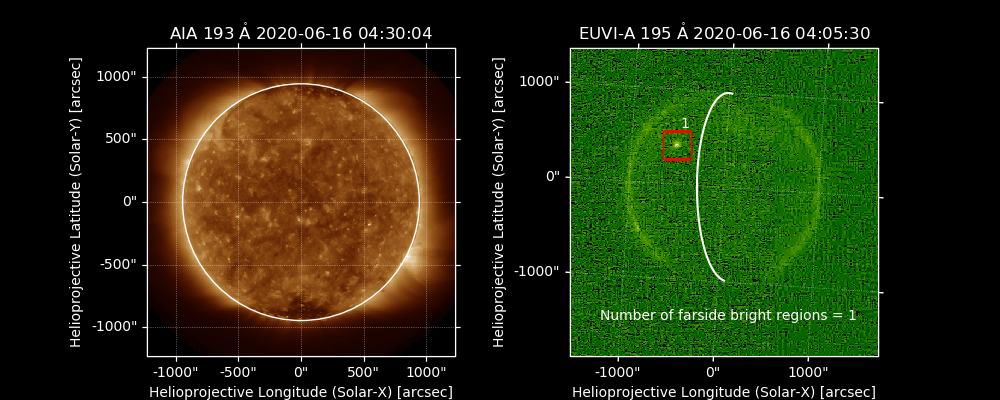 AIA 193 Å 2020-06-16 04:30:04
1000"
500"
0"
-500"
-1000"
-1000" -500" 0" 500" 1000"
Helioprojective Longitude (Solar-X) [arcsec]
Helioprojective Latitude (Solar-Y) [arcsec]
EUVI-A 195 Å 2020-06-16 04:05:30
1000"
0"
-1000"
1
Number of farside bright regions = 1
-1000" 0" 1000"
Helioprojective Longitude (Solar-X) [arcsec]
Helioprojective Latitude (Solar-Y) [arcsec]